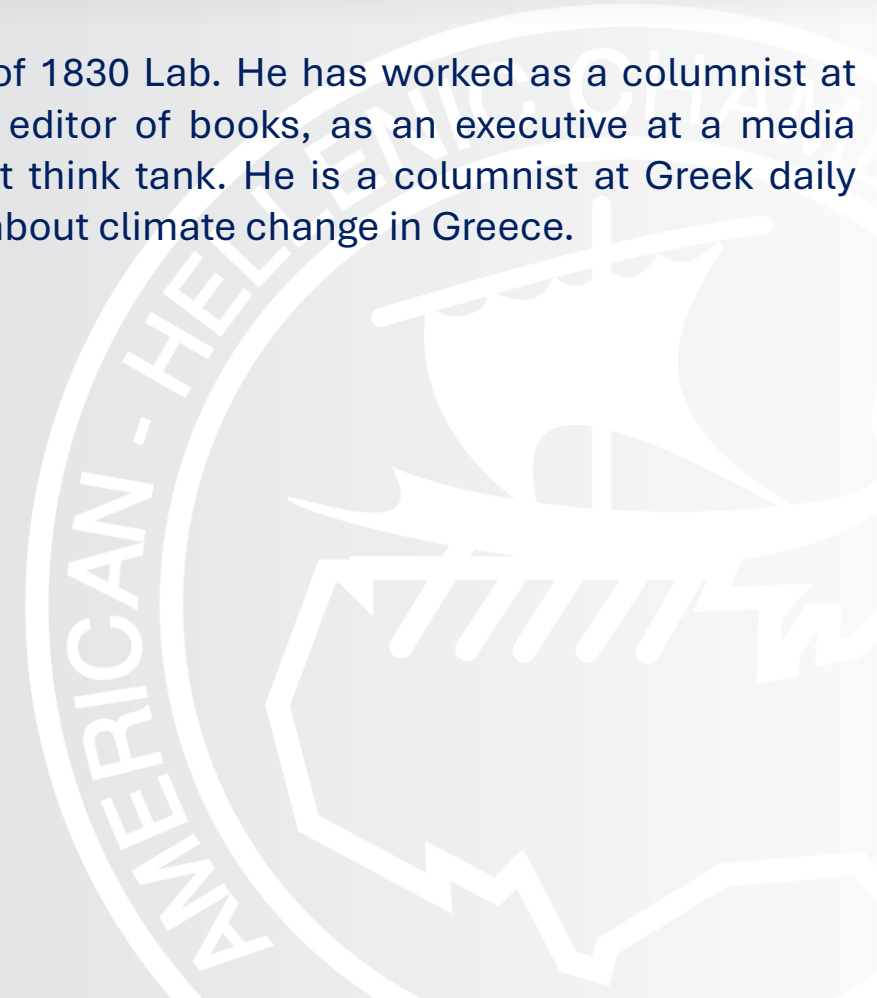 of 1830 Lab. He has worked as a columnist at
editor of books, as an executive at a media
t think tank. He is a columnist at Greek daily
about climate change in Greece.
AMERICAN - HELLENIC CHAM